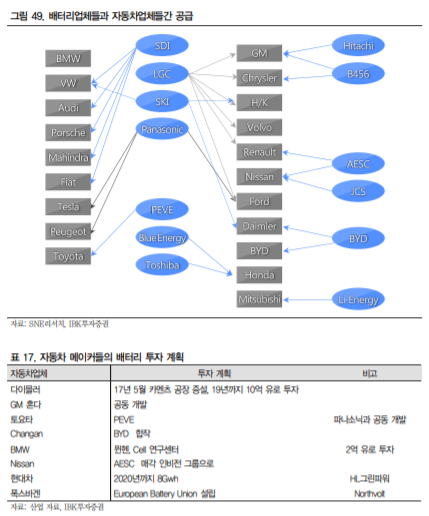 그림 49. 배터리업체들과 자동차업체들간 공급
SDI
Hitachi
BMW
GM
LGC
B456
VW
Chrysler
SKI
Audi
H/K
Porsche
Panasonic
Volvo
Mahindra
Renault
AESC
Fiat
Nissan
JCS
Tesla
Ford
PEVE
Peugeot
Daimler
BlueEnergy
BYD
Toyota
BYD
Toshiba
Honda
Mitsubishi
Li Energy
자료: SNE리서치, IBK투자증권
표 17. 자동차 메이커들의 배터리 투자 계획
자동차업체 투자 계획 비고
다이믈러 17년 5월 카멘츠 공장 증설, 19년까지 10억 유로 투자
GM 혼다 공동 개발
토요타 PEVE 파나소닉과 공동 개발
Changan BYD 합작
BMW 뮌헨, Cell 연구센터 2억 유로 투자
Nissan AESC 매각 인비전 그룹으로
현대차 2020년까지 8Gwh HL그린파워
폭스바겐 European Battery Union 설립 Northvolt
자료: 산업 자료, IBK투자증권